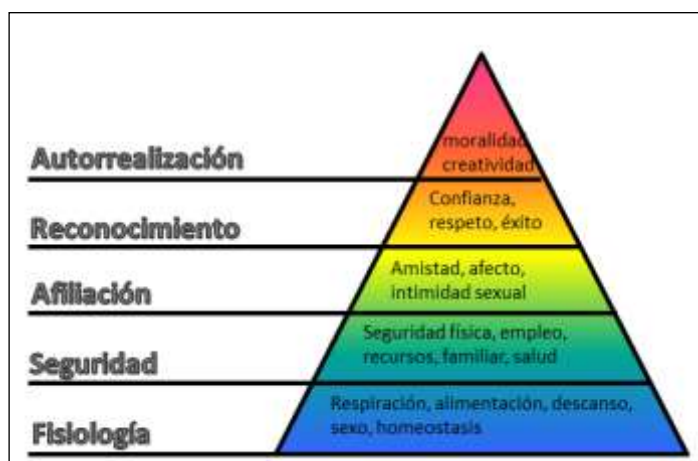 moralidad
creatividad
Autorrealización
Confianza,
respeto, éxito
Reconocimiento
Amistad, afecto,
intimidad sexual
Afiliación
Seguridad física, empleo,
recursos, familiar, salud
Seguridad
Respiración, alimentación, descanso,
sexo, homeostasis
Fisiología